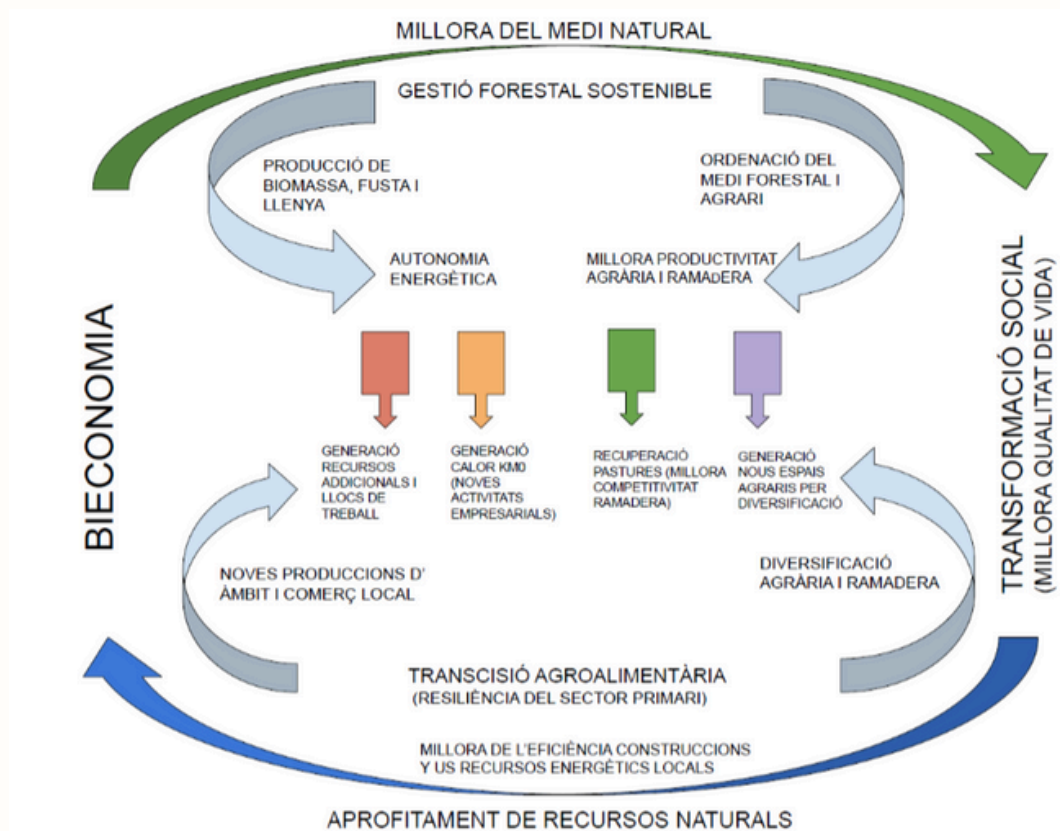 MILLORA DEL MEDI NATURAL
GESTIÓ FORESTAL SOSTENIBLE
PRODUCCIÓ DE
BIOMASSA, FUSTA I
LLENYA
ORDENACIÓ DEL
MEDI FORESTAL I
AGRARI
AUTONOMIA
ENERGÈTICA
MILLORA PRODUCTIVITAT
AGRÀRIA I RAMADERA
BIECONOMIA
TRANSFORMACIÓ SOCIAL
(MILLORA QUALITAT DE VIDA)
GENERACIÓ
RECURSOS
ADDICIONALS I
LLOCS DE
TREBALL
GENERACIÓ
CALOR KM0
(NOVES
ACTIVITATS
EMPRESARIALS)
RECUPERACIÓ
PASTURES (MILLORA
COMPETITIVITAT
RAMADERA)
GENERACIÓ
NOUS ESPAIS
AGRARIS PER
DIVERSIFICACIÓ
NOVES PRODUCCIONS D'
ÀMBIT I COMERÇ LOCAL
DIVERSIFICACIÓ
AGRÀRIA I RAMADERA
TRANSCISIÓ AGROALIMENTÀRIA
(RESILIÈNCIA DEL SECTOR PRIMARI)
MILLORA DE L'EFICIÈNCIA CONSTRUCCIONS
Y US RECURSOS ENERGÈTICS LOCALS
APROFITAMENT DE RECURSOS NATURALS